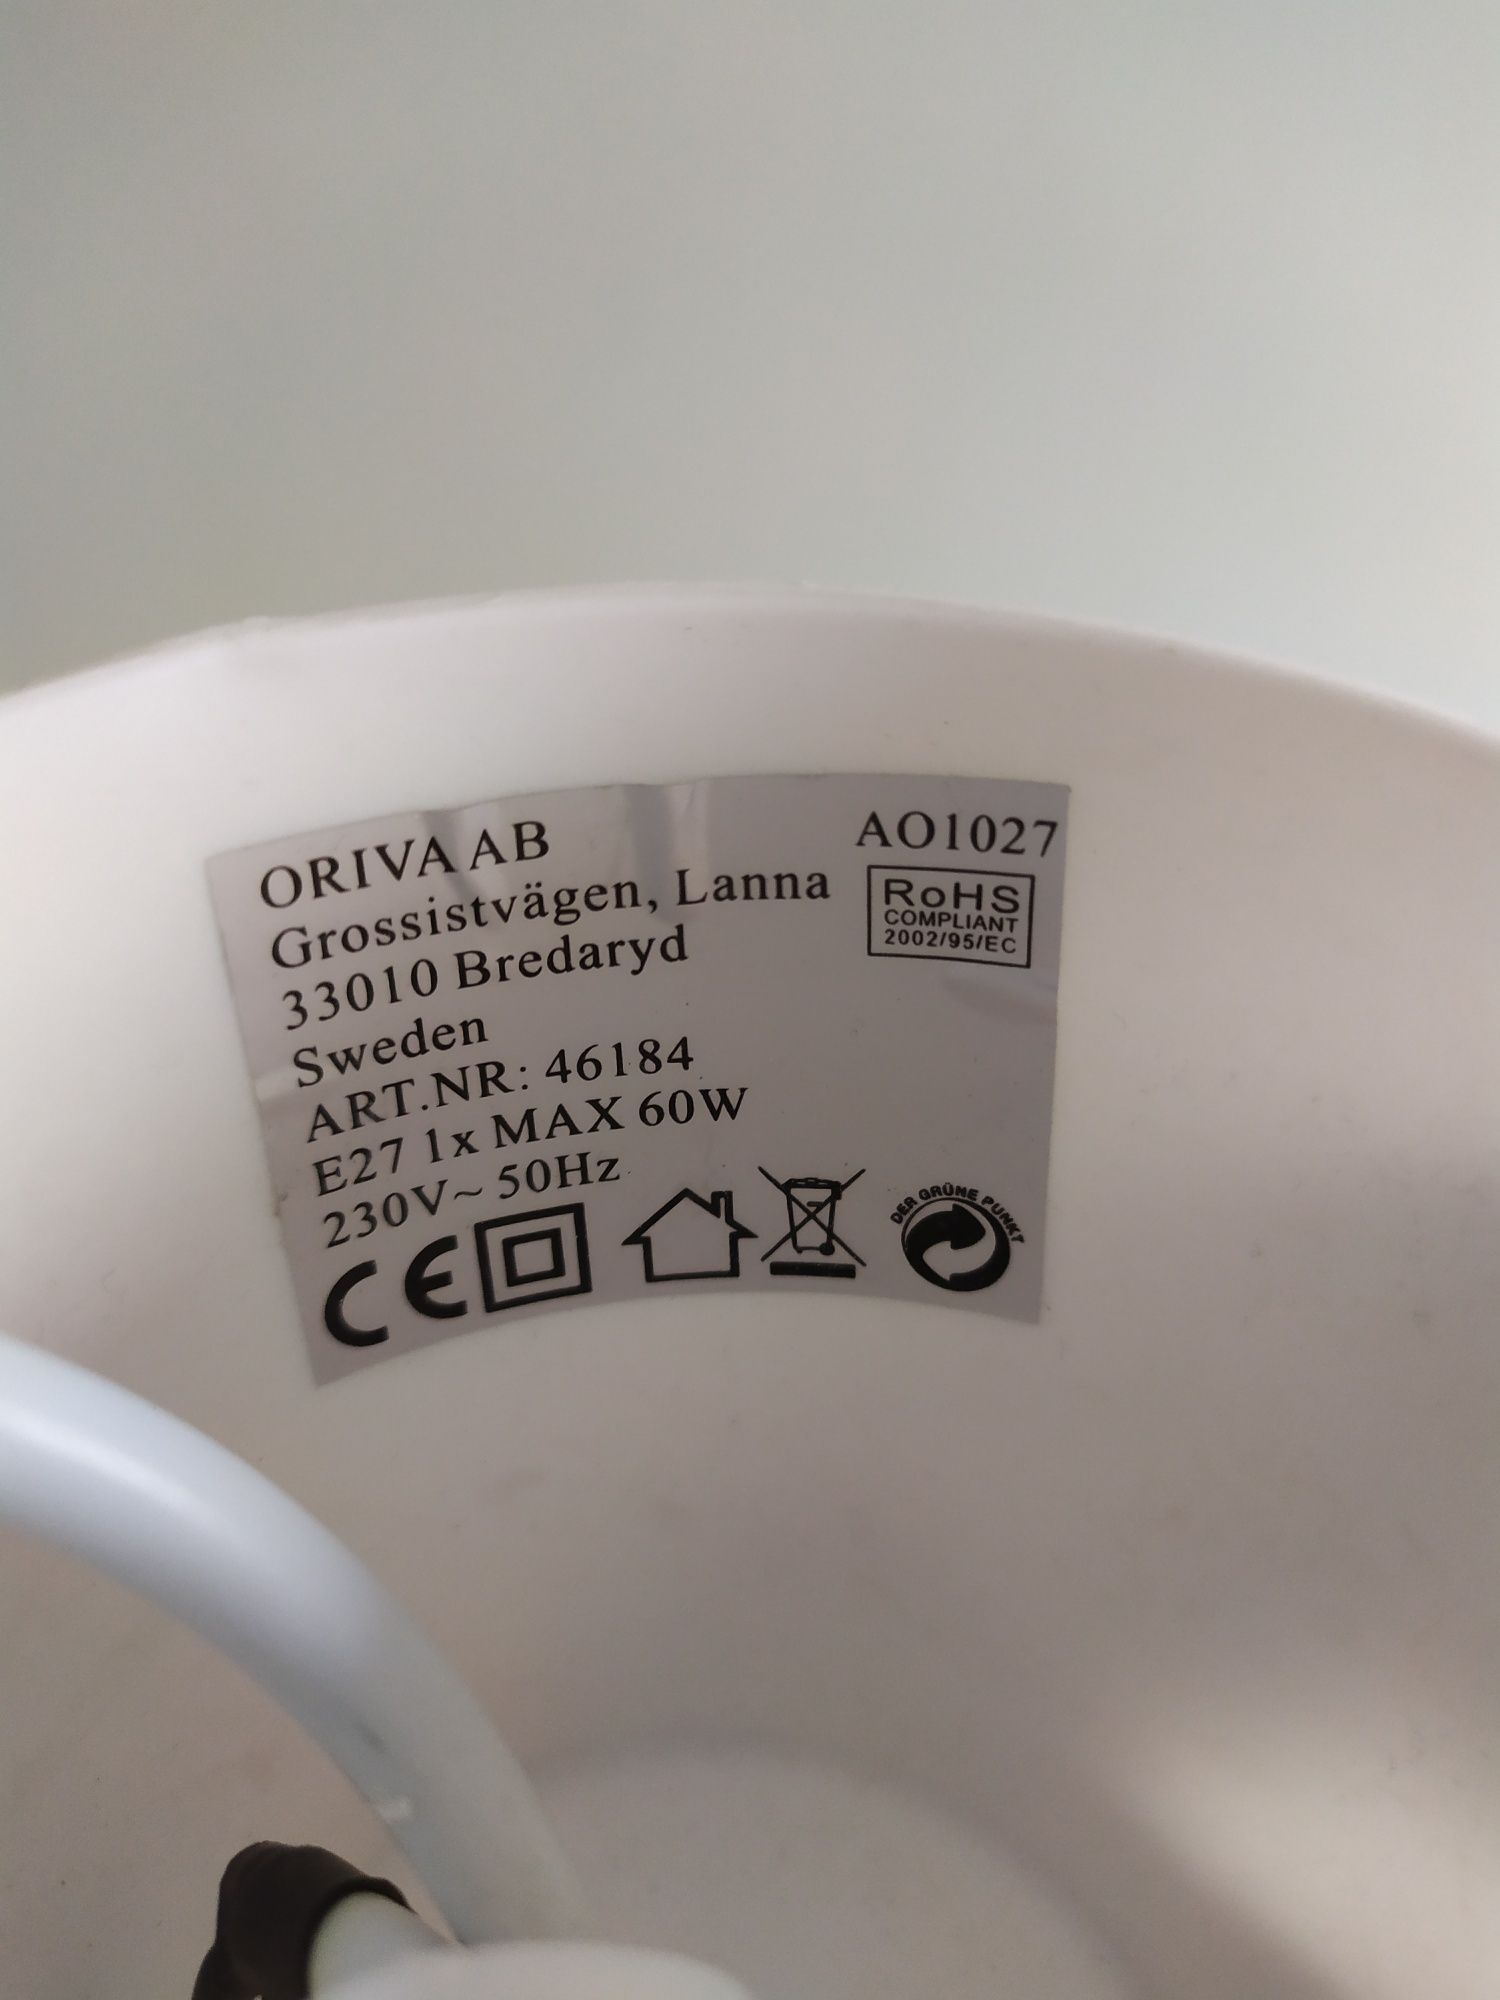 ORIVA AB
Grossistvägen, Lanna
33010 Bredaryd
Sweden
ART.NR: 46184
E27 1x MAX 60W
230V~ 50Hz
AO1027
RoHS
COMPLIANT
2002/95/EC
CE
DER GRÜNE PUNKT